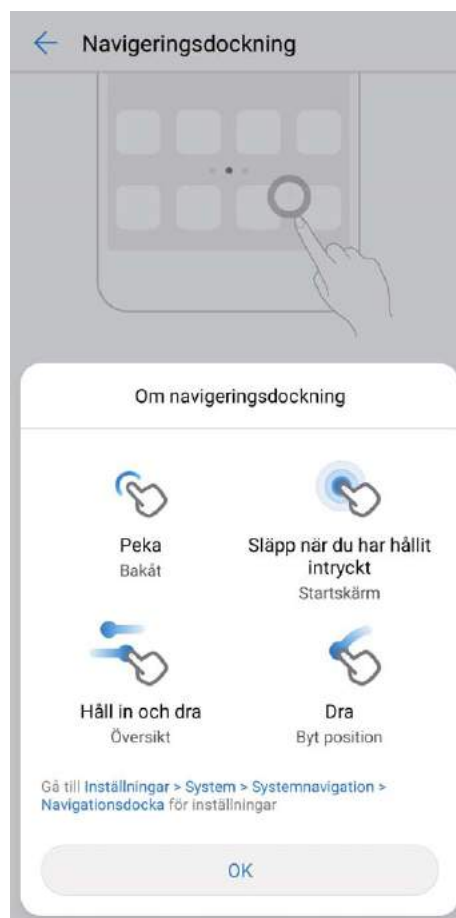 Navigeringsdockning
Om navigeringsdockning
Peka
Bakåt
Släpp när du har hållit
intryckt
Startskärm
Håll in och dra
Översikt
Dra
Byt position
Gå till Inställningar > System > Systemnavigation >
Navigationsdocka för inställningar
OK